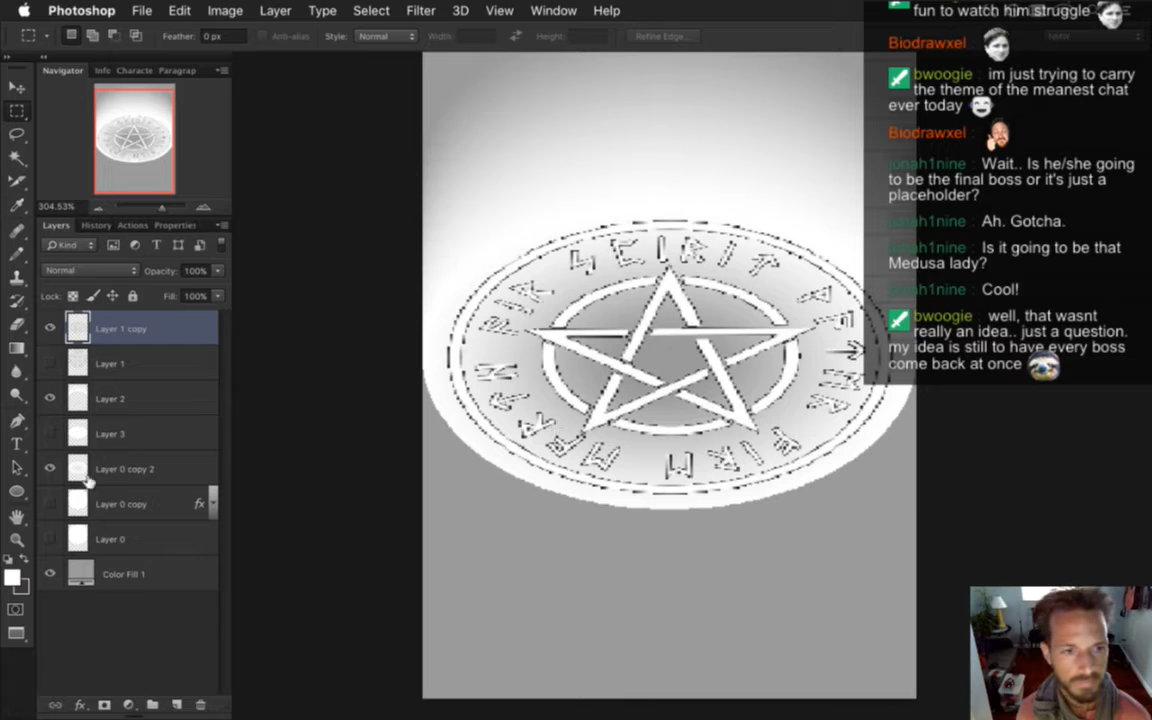 Photoshop File Edit Image Layer Type Select Filter 3D View Window Help
Feather: 0 px Anti-alias Style: Normal Width: Height: Refine Edge...
Navigator Info Characte Paragrap
304.53%
Layers History Actions Properties
Kind
Normal Opacity: 100%
Lock: Fill: 100%
Layer 1 copy
Layer 1
Layer 2
Layer 3
Layer 0 copy 2
Layer 0 copy fx
Layer 0
Color Fill 1
fx
fun to watch him struggle
Biodrawxel :
bwoogie : im just trying to carry
the theme of the meanest chat
ever today
Biodrawxel :
jonah1nine : Wait.. Is he/she going
to be the final boss or it's just a
placeholder?
jonah1nine : Ah. Gotcha.
jonah1nine : Is it going to be that
Medusa lady?
jonah1nine : Cool!
bwoogie : well, that wasnt
really an idea.. just a question.
my idea is still to have every boss
come back at once